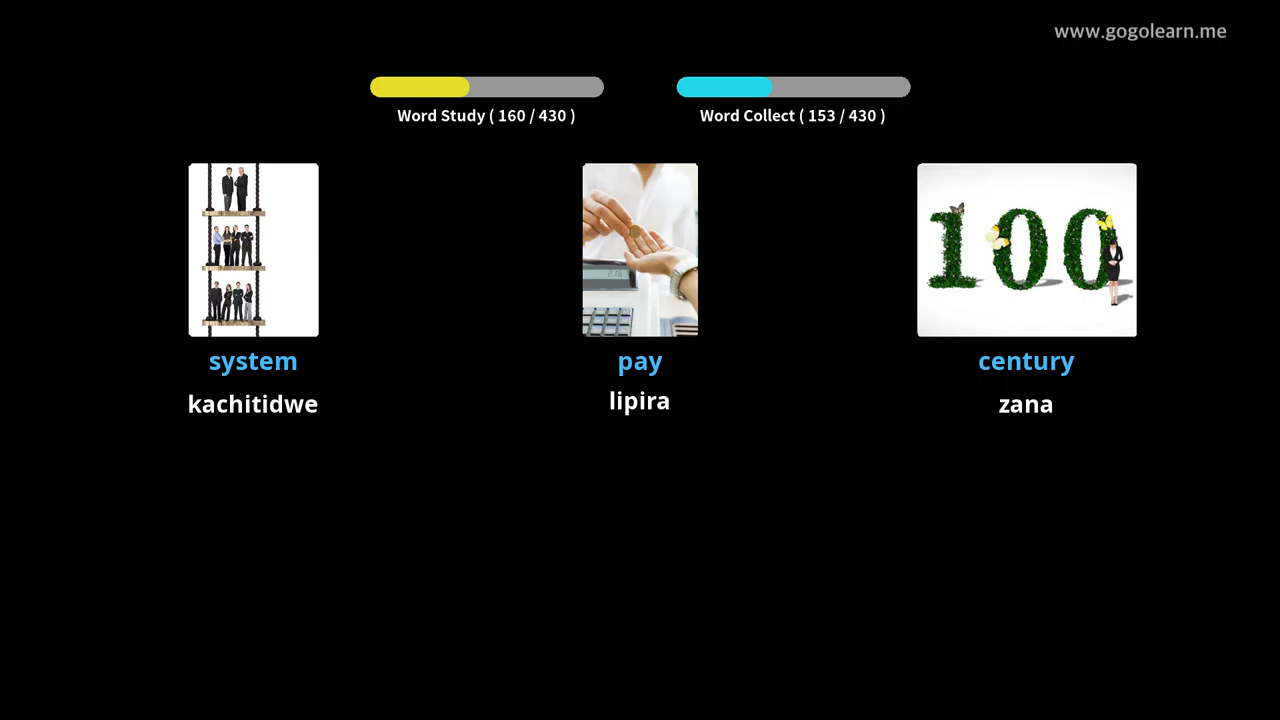 www.gogolearn.me
Word Study ( 160 / 430 )
Word Collect ( 153 / 430 )
system
pay
century
kachitidwe
lipira
zana